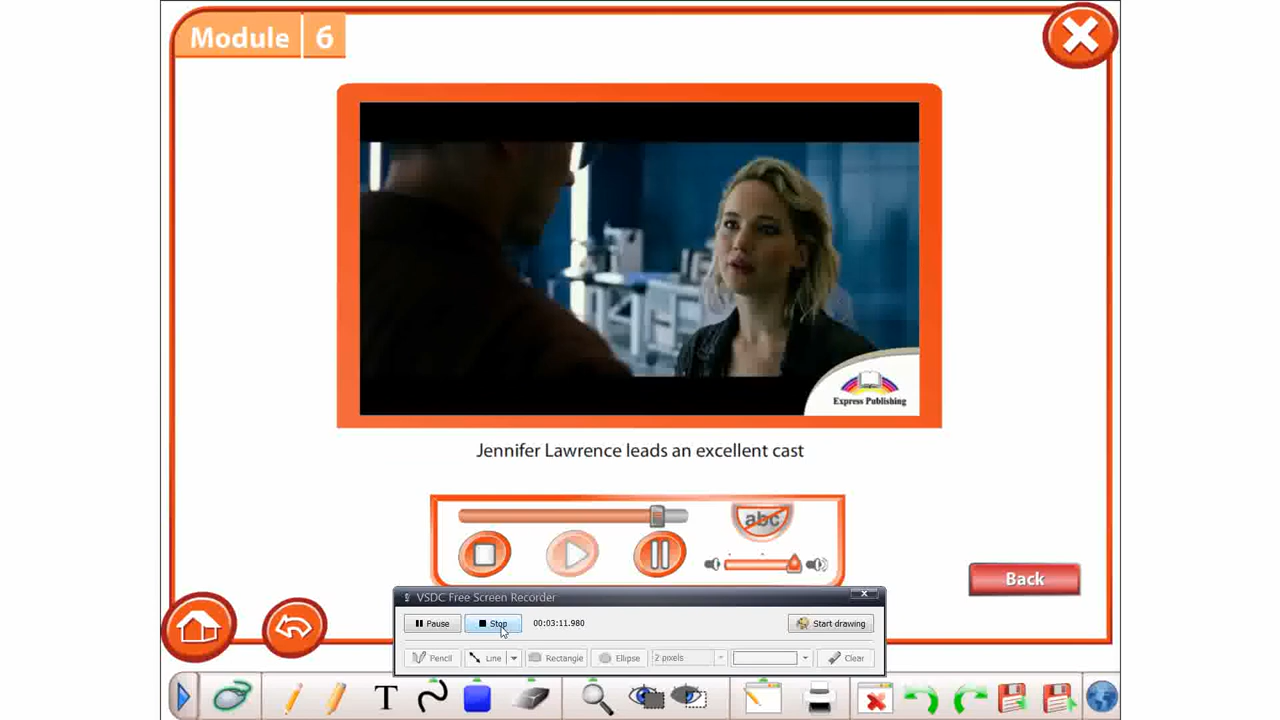 Module 6
Express Publishing
Jennifer Lawrence leads an excellent cast
abc
Back
VSDC Free Screen Recorder
Pause Stop 00:03:11.980 Start drawing
Pencil Line Rectangle Ellipse 2 pixels Clear
T